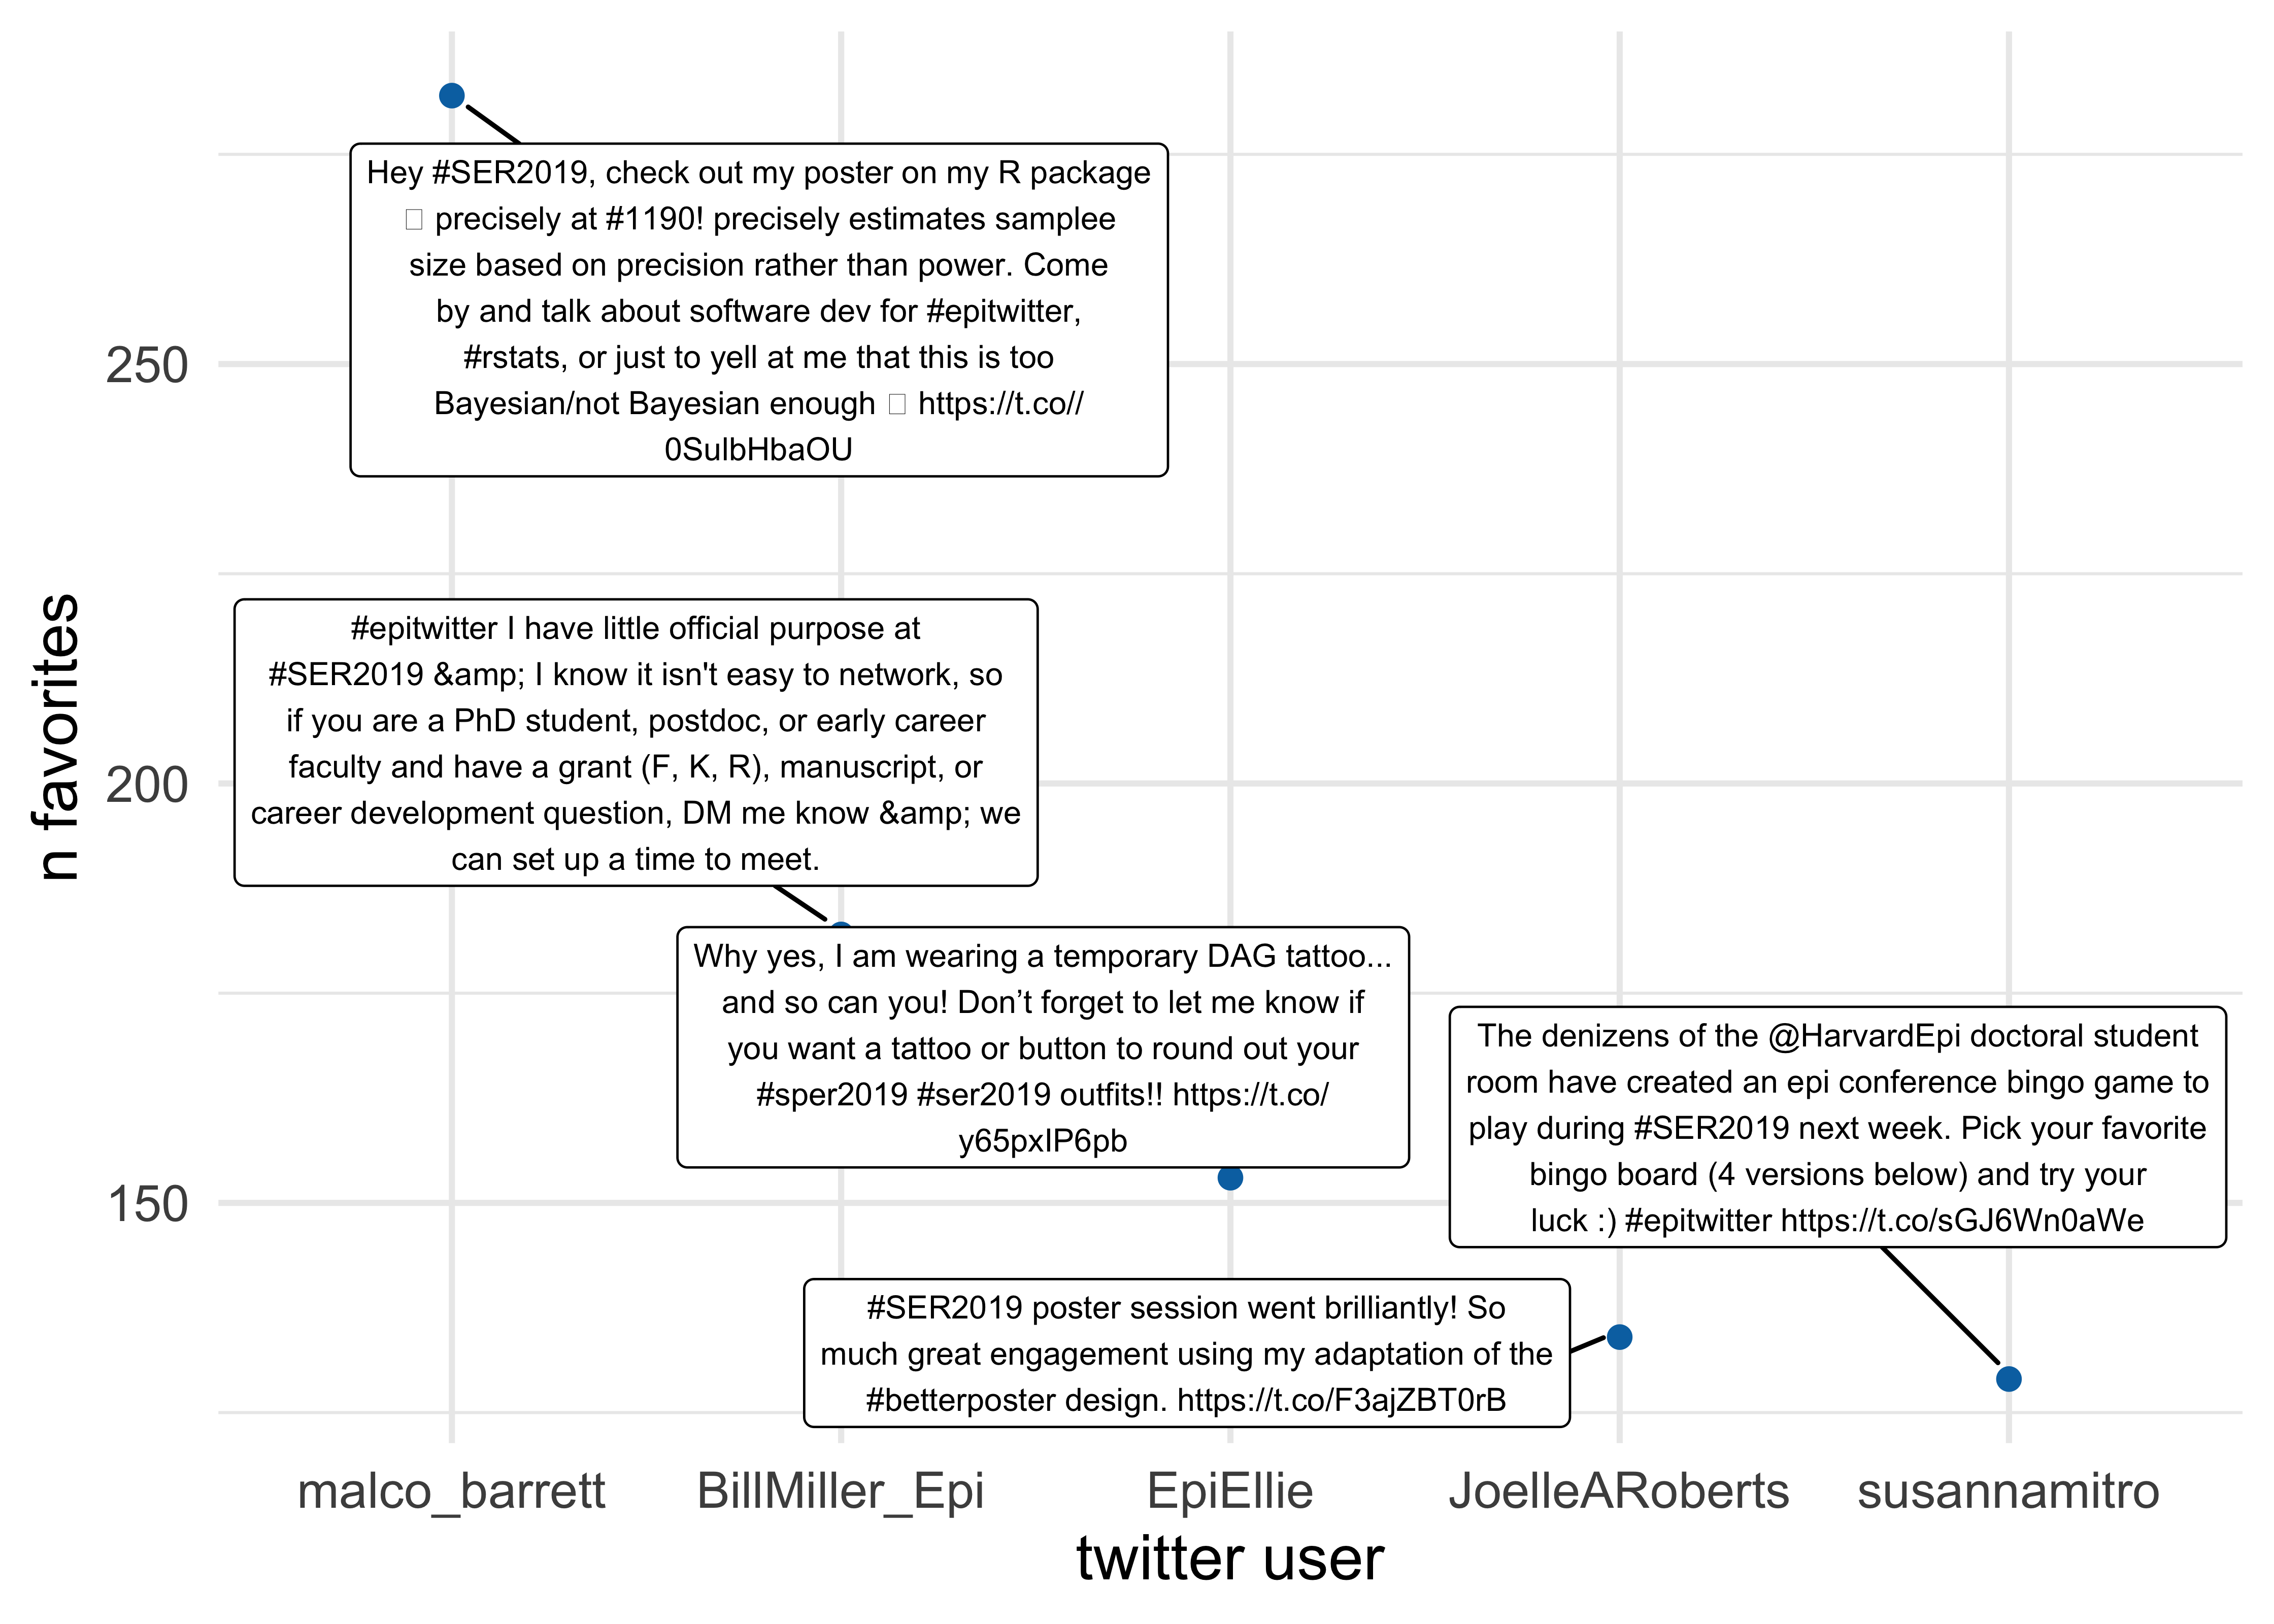 Hey #SER2019, check out my poster on my R package
precisely at #1190! precisely estimates samplee
size based on precision rather than power. Come
by and talk about software dev for #epitwitter,
#rstats, or just to yell at me that this is too
Bayesian/not Bayesian enough https://t.co//
0SulbHbaOU
250
#epitwitter I have little official purpose at
#SER2019 &amp; I know it isn't easy to network, so
if you are a PhD student, postdoc, or early career
faculty and have a grant (F, K, R), manuscript, or
career development question, DM me know &amp; we
can set up a time to meet.
n favorites
200
Why yes, I am wearing a temporary DAG tattoo...
and so can you! Don’t forget to let me know if
you want a tattoo or button to round out your
#sper2019 #ser2019 outfits!! https://t.co/
y65pxIP6pb
The denizens of the @HarvardEpi doctoral student
room have created an epi conference bingo game to
play during #SER2019 next week. Pick your favorite
bingo board (4 versions below) and try your
luck :) #epitwitter https://t.co/sGJ6Wn0aWe
150
#SER2019 poster session went brilliantly! So
much great engagement using my adaptation of the
#betterposter design. https://t.co/F3ajZBT0rB
malco_barrett BillMiller_Epi EpiEllie JoelleARoberts susannamitro
twitter user